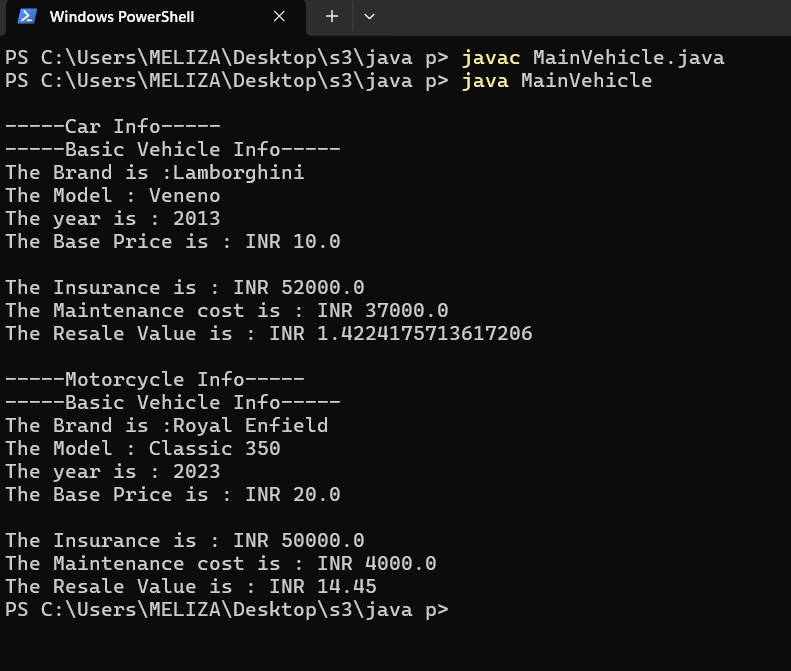 Windows PowerShell
PS C:\Users\MELIZA\Desktop\s3\java p> javac MainVehicle.java
PS C:\Users\MELIZA\Desktop\s3\java p> java MainVehicle
-----Car Info-----
-----Basic Vehicle Info-----
The Brand is :Lamborghini
The Model : Veneno
The year is : 2013
The Base Price is : INR 10.0
The Insurance is : INR 52000.0
The Maintenance cost is : INR 37000.0
The Resale Value is : INR 1.4224175713617206
-----Motorcycle Info-----
-----Basic Vehicle Info-----
The Brand is :Royal Enfield
The Model : Classic 350
The year is : 2023
The Base Price is : INR 20.0
The Insurance is : INR 50000.0
The Maintenance cost is : INR 4000.0
The Resale Value is : INR 14.45
PS C:\Users\MELIZA\Desktop\s3\java p>